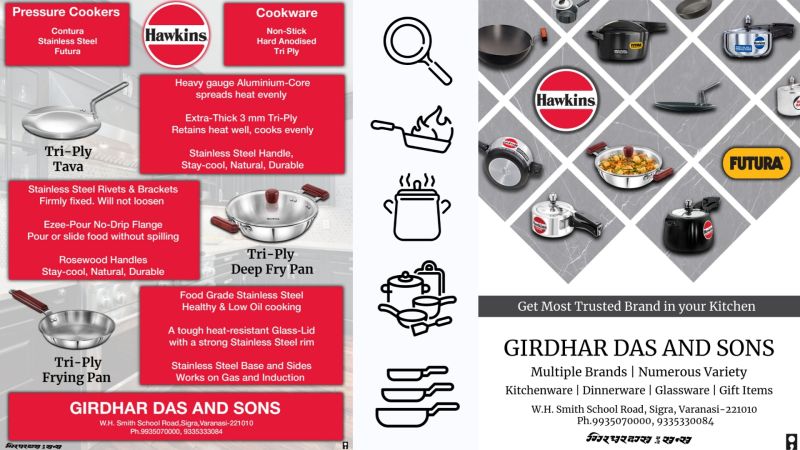 Pressure Cookers
Contura
Stainless Steel
Futura
Hawkins
Cookware
Non-Stick
Hard Anodised
Tri Ply
Heavy gauge Aluminium-Core
spreads heat evenly
Extra-Thick 3 mm Tri-Ply
Retains heat well, cooks evenly
Stainless Steel Handle,
Stay-cool, Natural, Durable
Tri-Ply
Tava
Stainless Steel Rivets & Brackets
Firmly fixed. Will not loosen
Ezee-Pour No-Drip Flange
Pour or slide food without spilling
Rosewood Handles
Stay-cool, Natural, Durable
Tri-Ply
Deep Fry Pan
Food Grade Stainless Steel
Healthy & Low Oil cooking
A tough heat-resistant Glass-Lid
with a strong Stainless Steel rim
Stainless Steel Base and Sides
Works on Gas and Induction
Tri-Ply
Frying Pan
GIRDHAR DAS AND SONS
W.H. Smith School Road,Sigra,Varanasi-221010
Ph.9935070000, 9335333084
गिरधरदास एण्ड सन्स
Hawkins
FUTURA
Get Most Trusted Brand in your Kitchen
GIRDHAR DAS AND SONS
Multiple Brands | Numerous Variety
Kitchenware | Dinnerware | Glassware | Gift Items
W.H. Smith School Road, Sigra, Varanasi-221010
Ph.9935070000, 9335330084
गिरधरदास एण्ड सन्स